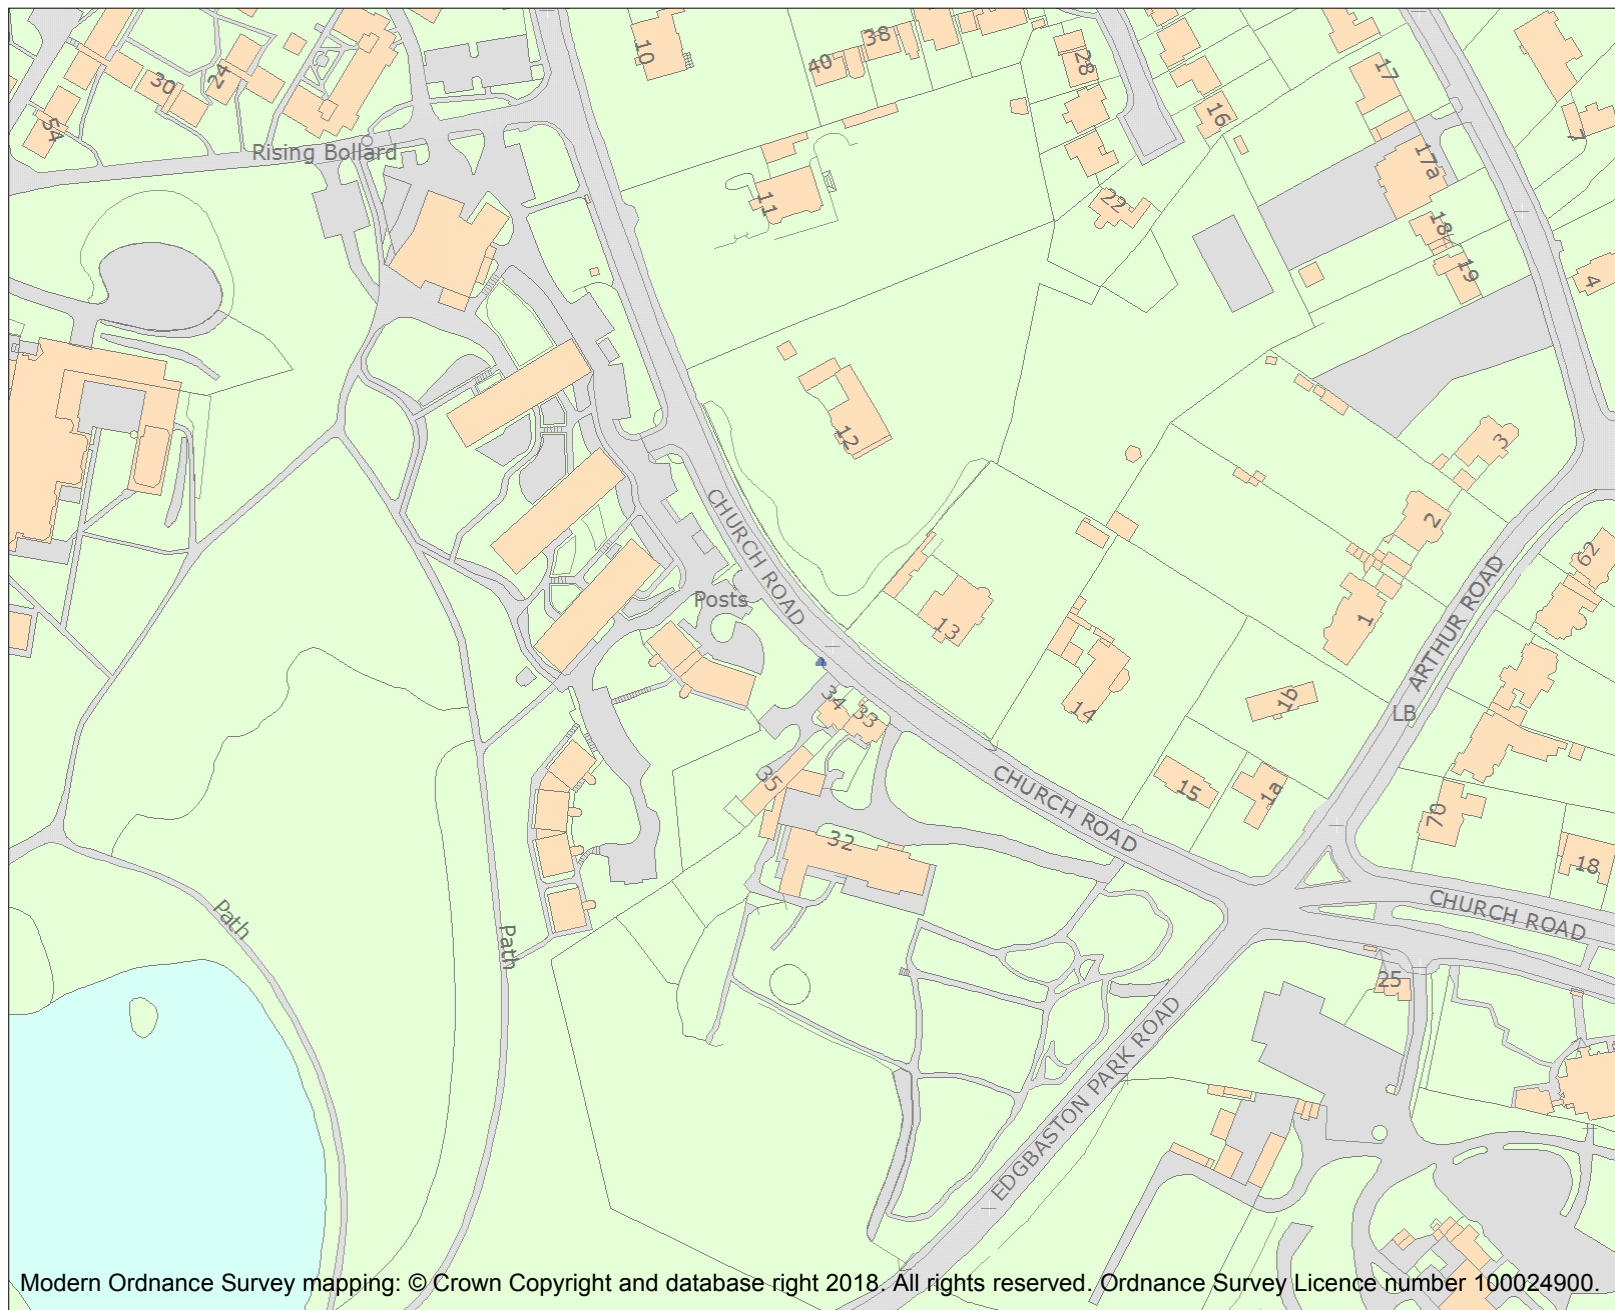 10
40
38
28
17
30
24
16
54
7
Rising Bollard
17a
11
22
18
19
4
12
3
2
CHURCH ROAD
62
Posts
13
1
ARTHUR ROAD
34
33
14
1b
LB
35
CHURCH ROAD
15
1a
70
32
18
Path
Path
CHURCH ROAD
25
EDGBASTON PARK ROAD
Modern Ordnance Survey mapping: © Crown Copyright and database right 2018. All rights reserved. Ordnance Survey Licence number 100024900.